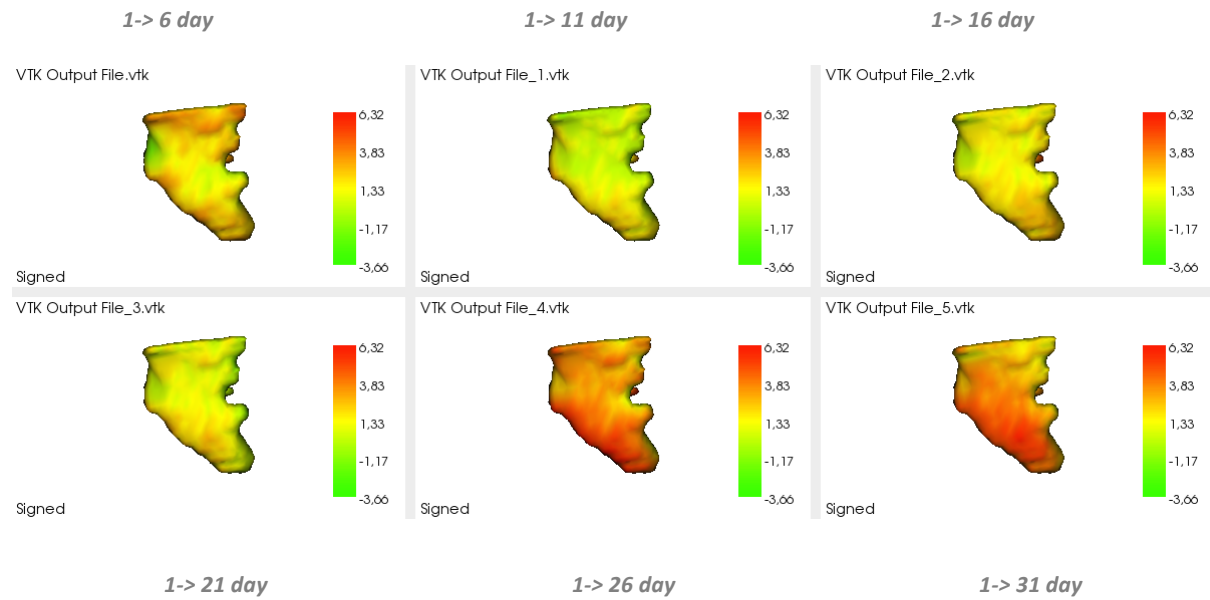 1-> 6 day
1-> 11 day
1-> 16 day
VTK Output File.vtk
6,32
3,83
1,33
-1,17
-3,66
Signed
VTK Output File_1.vtk
6,32
3,83
1,33
-1,17
-3,66
Signed
VTK Output File_2.vtk
6,32
3,83
1,33
-1,17
-3,66
Signed
VTK Output File_3.vtk
6,32
3,83
1,33
-1,17
-3,66
Signed
VTK Output File_4.vtk
6,32
3,83
1,33
-1,17
-3,66
Signed
VTK Output File_5.vtk
6,32
3,83
1,33
-1,17
-3,66
Signed
1-> 21 day
1-> 26 day
1-> 31 day